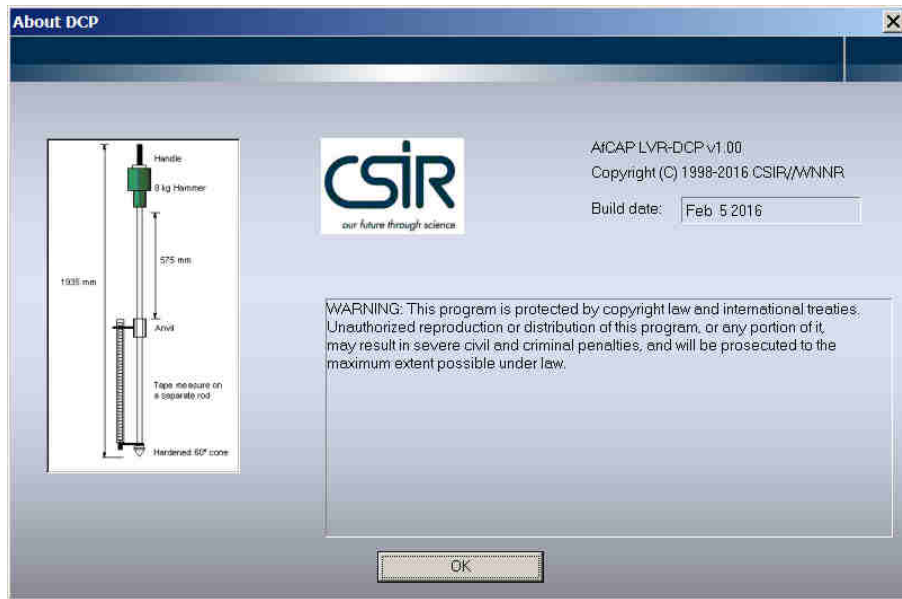 About DCP
Handle
8 kg Hammer
575 mm
1935 mm
Anvil
Tape measure on
a separate rod
Hardened 60° cone
CSIR
our future through science
AfCAP LVR-DCP v1.00
Copyright (C) 1998-2016 CSIR//WNNR
Build date: Feb 5 2016
WARNING: This program is protected by copyright law and international treaties.
Unauthorized reproduction or distribution of this program, or any portion of it,
may result in severe civil and criminal penalties, and will be prosecuted to the
maximum extent possible under law.
OK